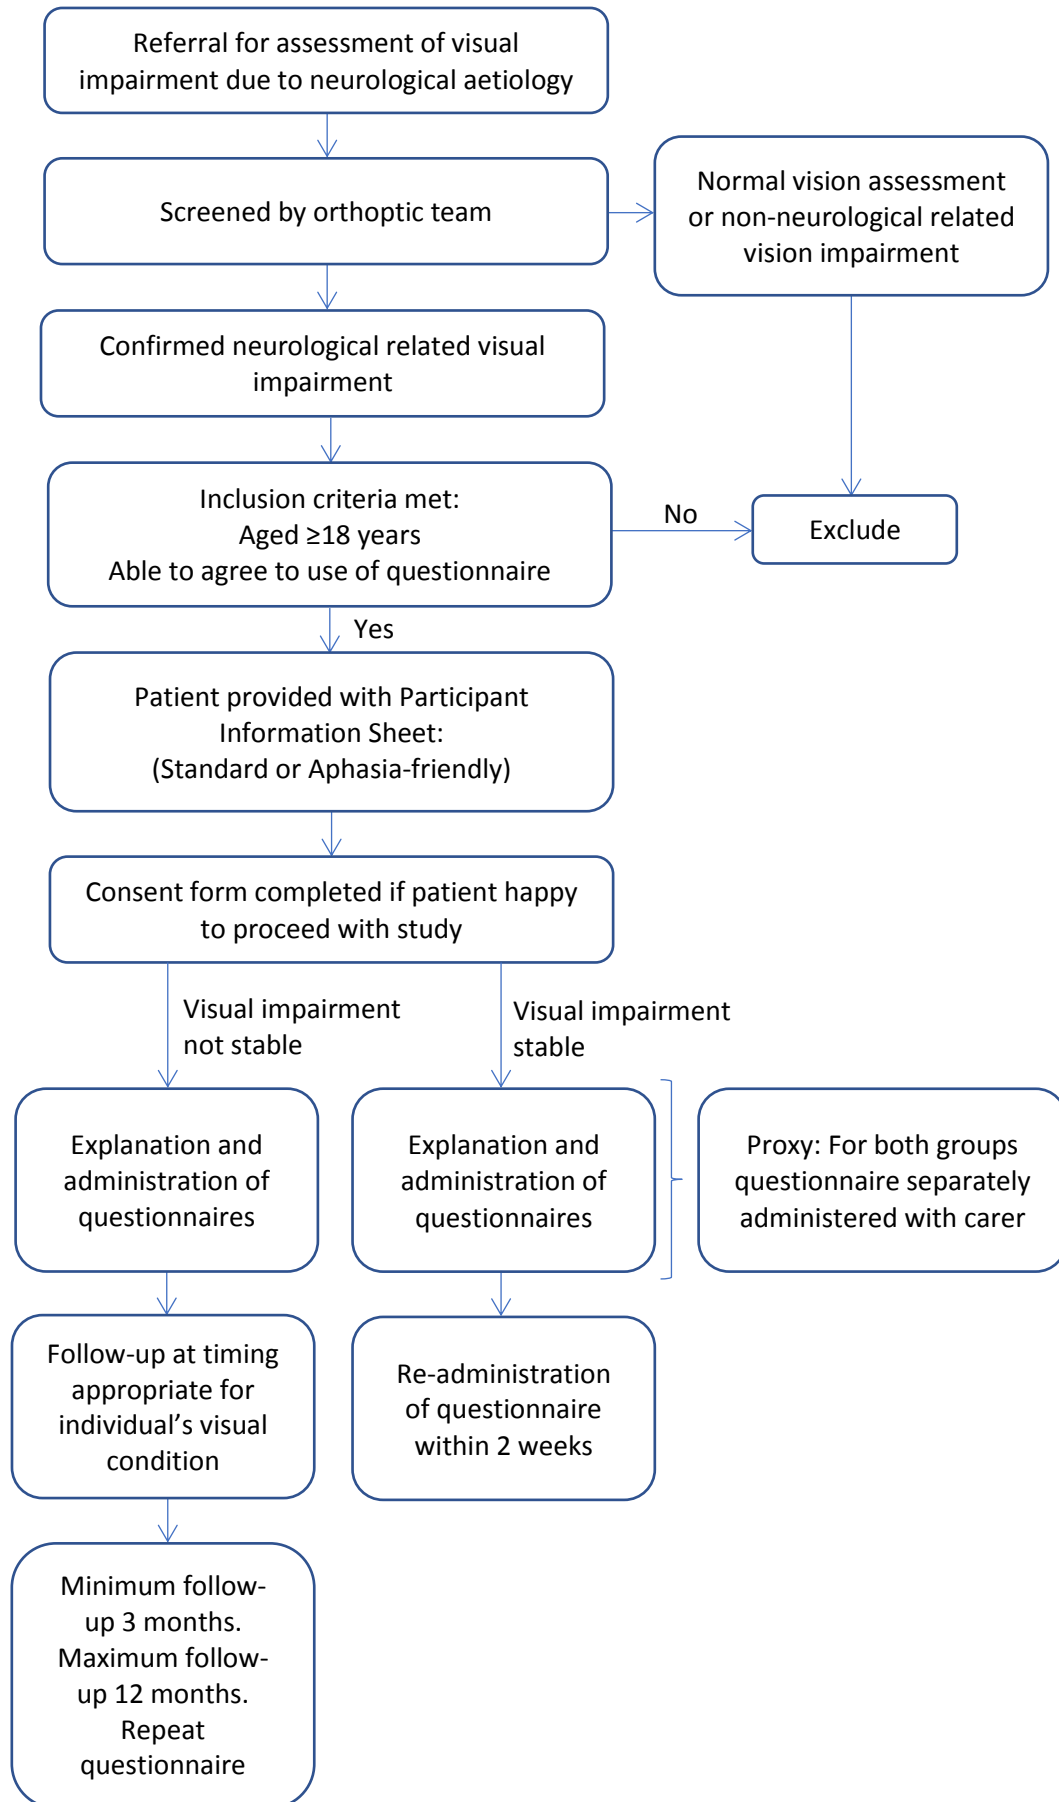 Referral for assessment of visual
impairment due to neurological aetiology
Screened by orthoptic team
Normal vision assessment
or non-neurological related
vision impairment
Confirmed neurological related visual
impairment
Inclusion criteria met:
Aged ≥18 years
Able to agree to use of questionnaire
No
Exclude
Yes
Patient provided with Participant
Information Sheet:
(Standard or Aphasia-friendly)
Consent form completed if patient happy
to proceed with study
Visual impairment
not stable
Visual impairment
stable
Explanation and
administration of
questionnaires
Explanation and
administration of
questionnaires
Proxy: For both groups
questionnaire separately
administered with carer
Follow-up at timing
appropriate for
individual’s visual
condition
Re-administration
of questionnaire
within 2 weeks
Minimum follow-
up 3 months.
Maximum follow-
up 12 months.
Repeat
questionnaire